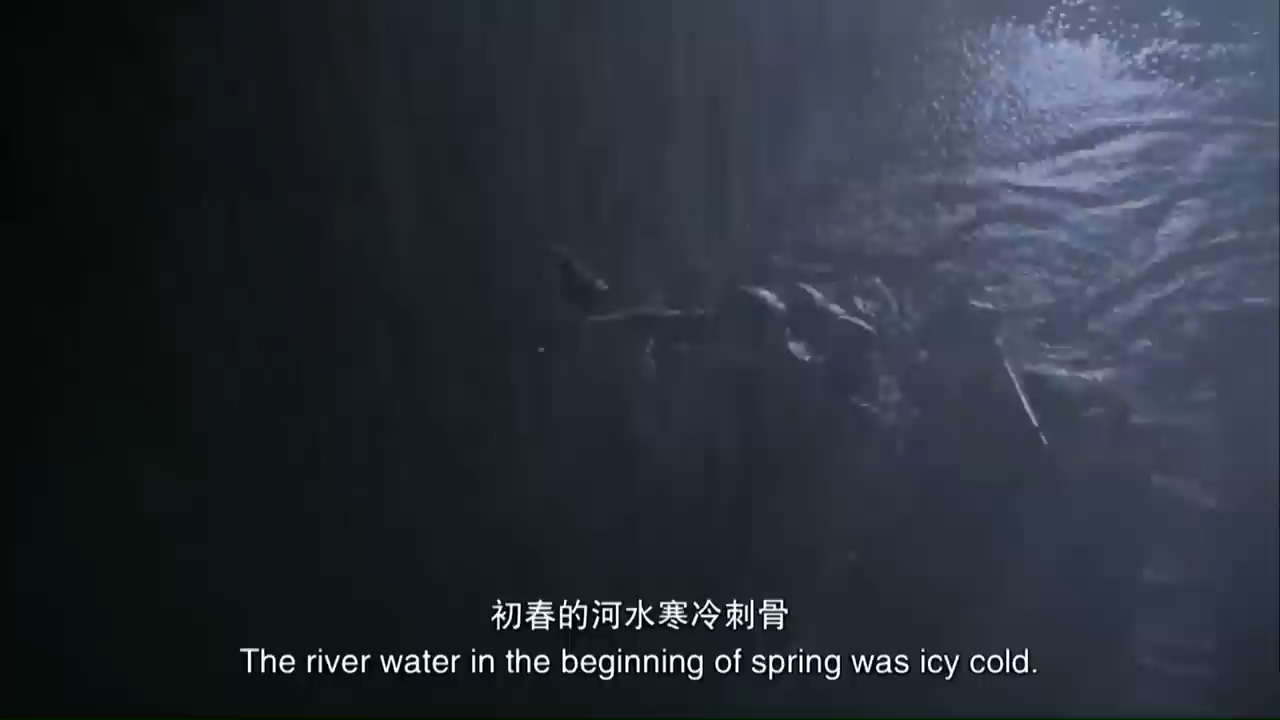 初春的河水寒冷刺骨
The river water in the beginning of spring was icy cold.